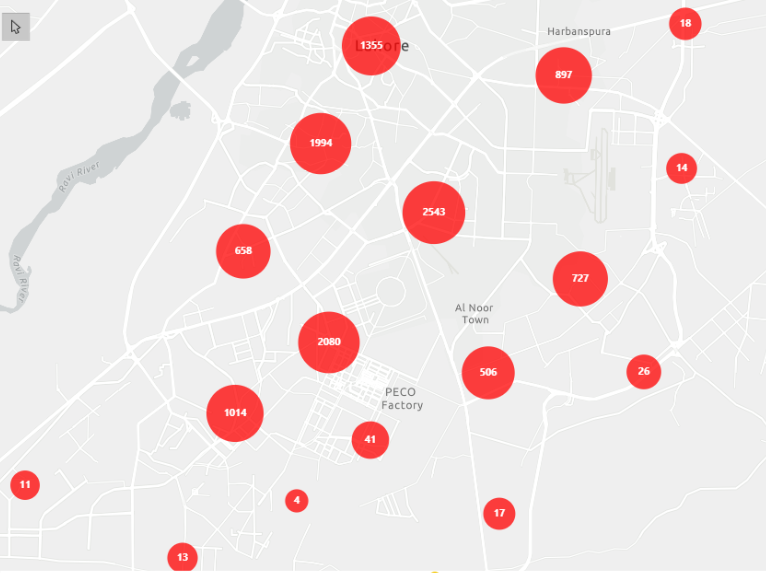 18
Harbanspura
1355
Lahore
897
1994
14
Ravi River
2543
658
727
Ravi River
Al Noor
Town
2080
506
26
PECO
Factory
1014
41
11
4
17
13